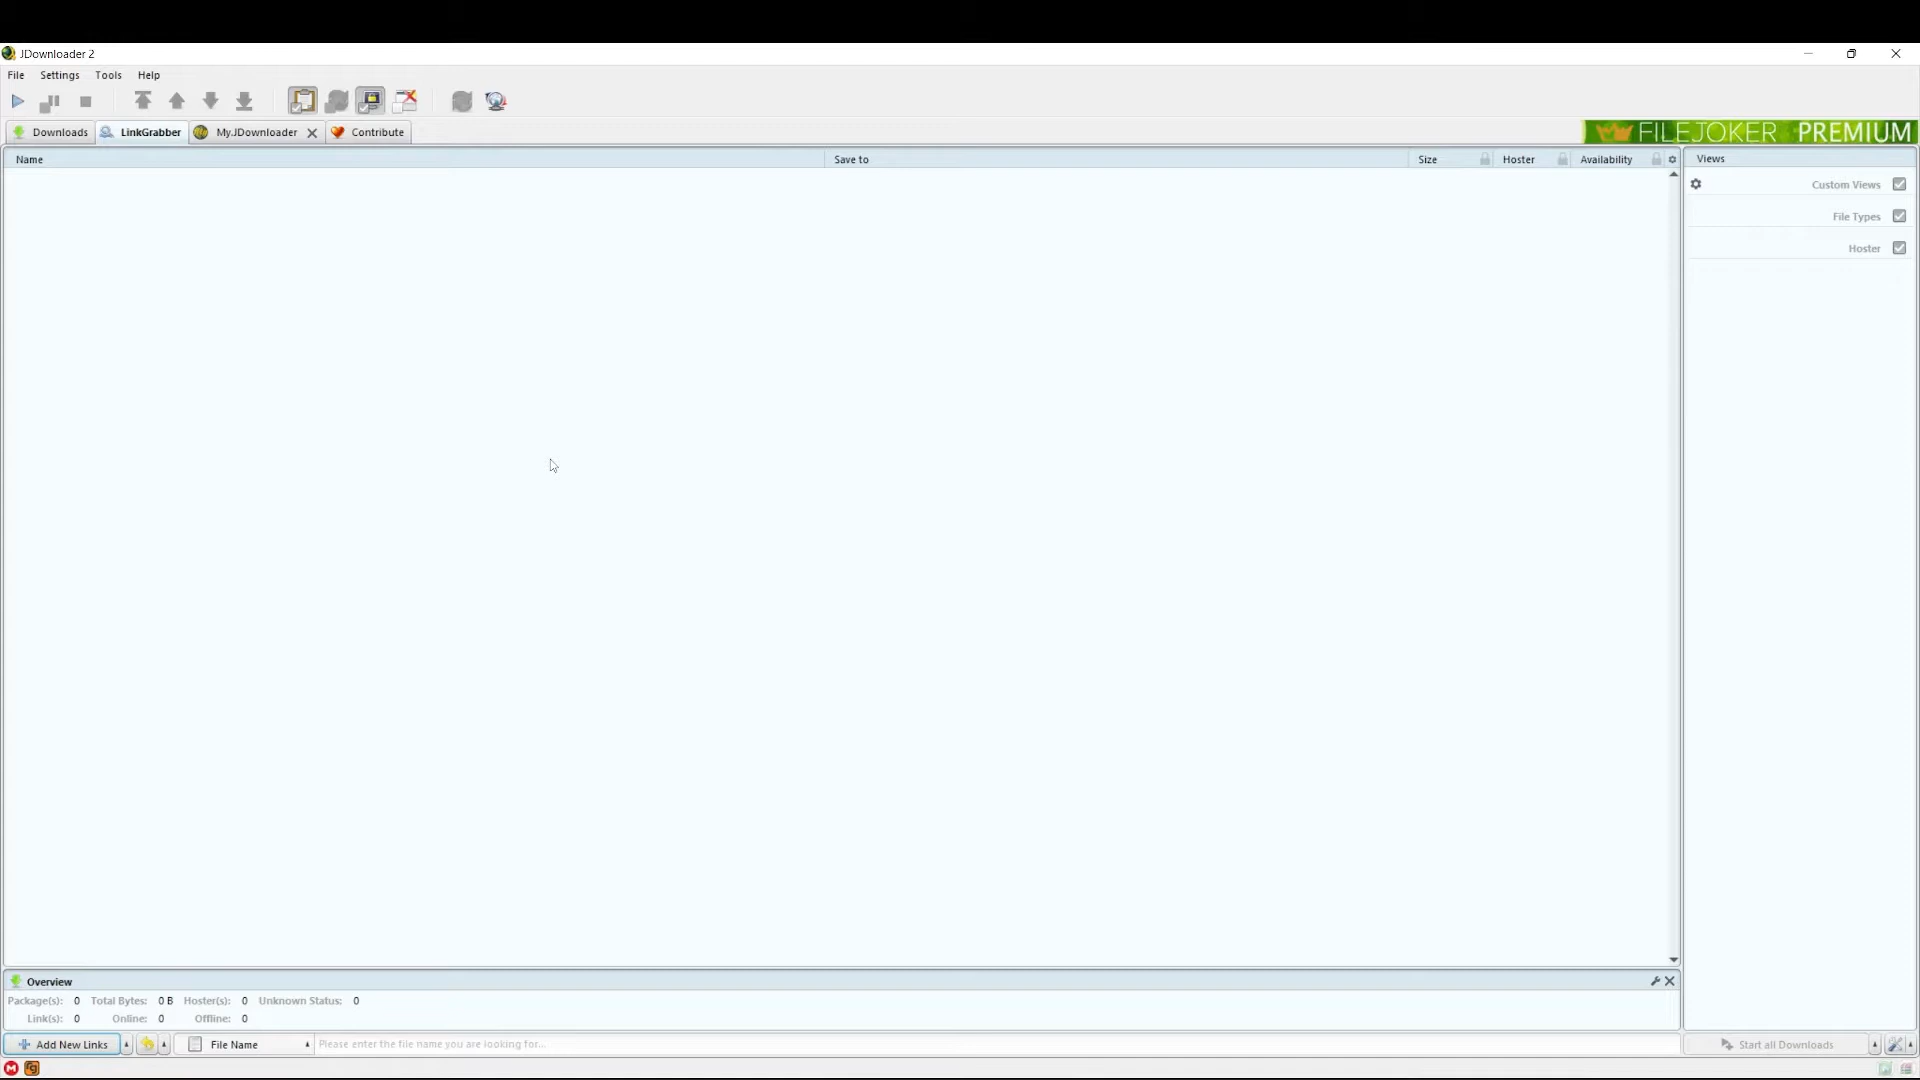 JDownloader 2
File Settings Tools Help
Downloads LinkGrabber My.JDownloader Contribute FILEJOKER PREMIUM
Name Save to Size Hoster Availability Views
Custom Views
File Types
Hoster
Overview
Package(s): 0 Total Bytes: 0 B Hoster(s): 0 Unknown Status: 0
Link(s): 0 Online: 0 Offline: 0
Add New Links File Name Please enter the file name you are looking for... Start all Downloads
M